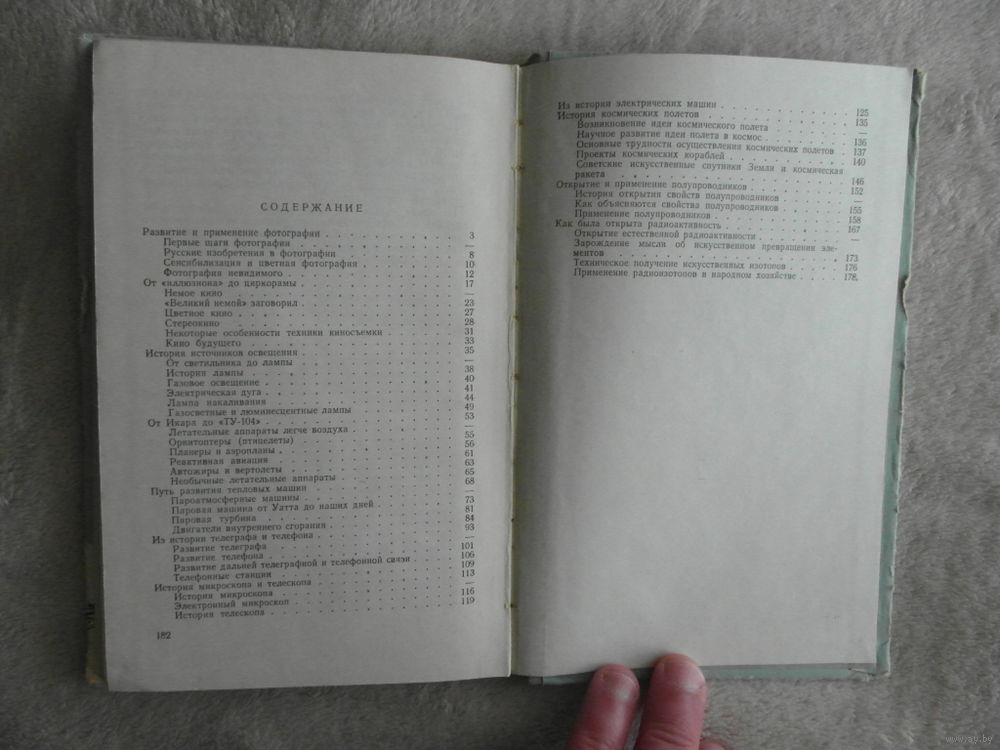 СОДЕРЖАНИЕ
Развитие и применение фотографии . . . . . . . . 3
Первые шаги фотографии . . . . . . . . —
Русские изобретения в фотографии . . . . . . . . 8
Сенсибилизация и цветная фотография . . . . . . . . 10
Фотография невидимого . . . . . . . . 12
От «иллюзиона» до циркорамы . . . . . . . . 17
Немое кино . . . . . . . . —
«Великий немой» заговорил . . . . . . . . 23
Цветное кино . . . . . . . . 27
Стереокино . . . . . . . . 28
Некоторые особенности техники киносъемки . . . . . . . . 31
Кино будущего . . . . . . . . 33
История источников освещения . . . . . . . . 35
От светильника до лампы . . . . . . . . —
История лампы . . . . . . . . 38
Газовое освещение . . . . . . . . 40
Электрическая дуга . . . . . . . . 41
Лампа накаливания . . . . . . . . 44
Газосветные и люминесцентные лампы . . . . . . . . 49
От Икара до «ТУ-104» . . . . . . . . 53
Летательные аппараты легче воздуха . . . . . . . . —
Орнитоптеры (птицелеты) . . . . . . . . 55
Планеры и аэропланы . . . . . . . . 56
Реактивная авиация . . . . . . . . 61
Автожиры и вертолеты . . . . . . . . 63
Необычные летательные аппараты . . . . . . . . 65
Путь развития тепловых машин . . . . . . . . 68
Пароатмосферные машины . . . . . . . . —
Паровая машина от Уатта до наших дней . . . . . . . . 73
Паровая турбина . . . . . . . . 81
Двигатели внутреннего сгорания . . . . . . . . 84
Из истории телеграфа и телефона . . . . . . . . 93
Развитие телеграфа . . . . . . . . —
Развитие телефона . . . . . . . . 101
Развитие дальней телеграфной и телефонной связи . . . . . . . . 106
Телефонные станции . . . . . . . . 109
История микроскопа и телескопа . . . . . . . . 113
История микроскопа . . . . . . . . —
Электронный микроскоп . . . . . . . . 116
История телескопа . . . . . . . . 119
182
Из истории электрических машин . . . . . . . . 125
История космических полетов . . . . . . . . 135
Возникновение идеи космического полета . . . . . . . . —
Научное развитие идеи полета в космос . . . . . . . . 136
Основные трудности осуществления космических полетов . . 137
Проекты космических кораблей . . . . . . . . 140
Советские искусственные спутники Земли и космическая
ракета . . . . . . . . 146
Открытие и применение полупроводников . . . . . . . . 152
История открытия свойств полупроводников . . . . . . . . —
Как объясняются свойства полупроводников . . . . . . . . 155
Применение полупроводников . . . . . . . . 158
Как была открыта радиоактивность . . . . . . . . 167
Открытие естественной радиоактивности . . . . . . . . —
Зарождение мысли об искусственном превращении эле-
ментов . . . . . . . . 173
Техническое получение искусственных изотопов . . . . . . . . 176
Применение радиоизотопов в народном хозяйстве . . . . 178
www.ay.by